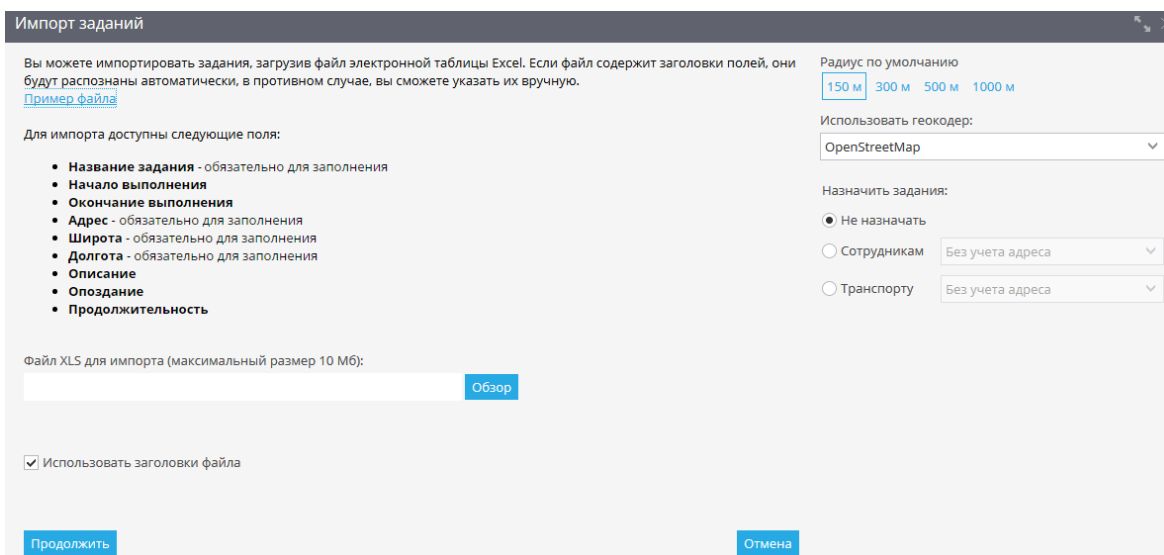 Импорт заданий
Вы можете импортировать задания, загрузив файл электронной таблицы Excel. Если файл содержит заголовки полей, они
будут распознаны автоматически, в противном случае, вы сможете указать их вручную.
Пример файла
Для импорта доступны следующие поля:
Название задания - обязательно для заполнения
Начало выполнения
Окончание выполнения
Адрес - обязательно для заполнения
Широта - обязательно для заполнения
Долгота - обязательно для заполнения
Описание
Опоздание
Продолжительность
Файл XLS для импорта (максимальный размер 10 Мб):
Обзор
Использовать заголовки файла
Продолжить
Отмена
Радиус по умолчанию
150 м 300 м 500 м 1000 м
Использовать геокодер:
OpenStreetMap
Назначить задания:
Не назначать
Сотрудникам Без учета адреса
Транспорту Без учета адреса